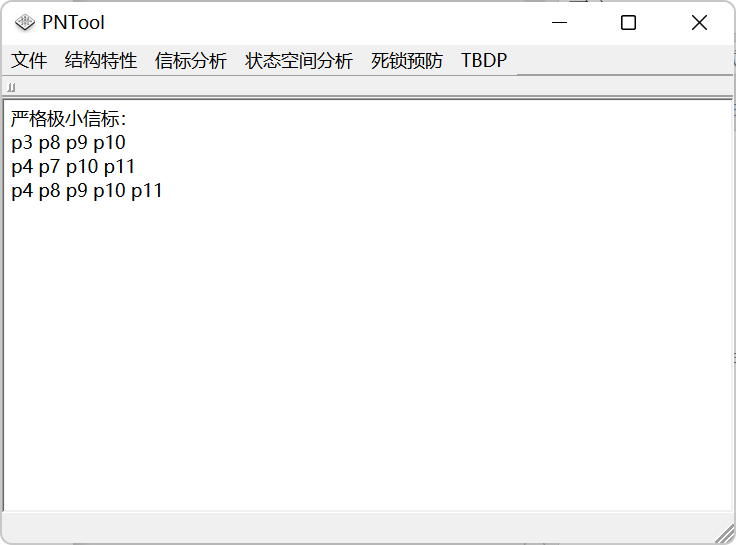 PNTool
文件 结构特性 信标分析 状态空间分析 死锁预防 TBDP
严格极小信标：
p3 p8 p9 p10
p4 p7 p10 p11
p4 p8 p9 p10 p11